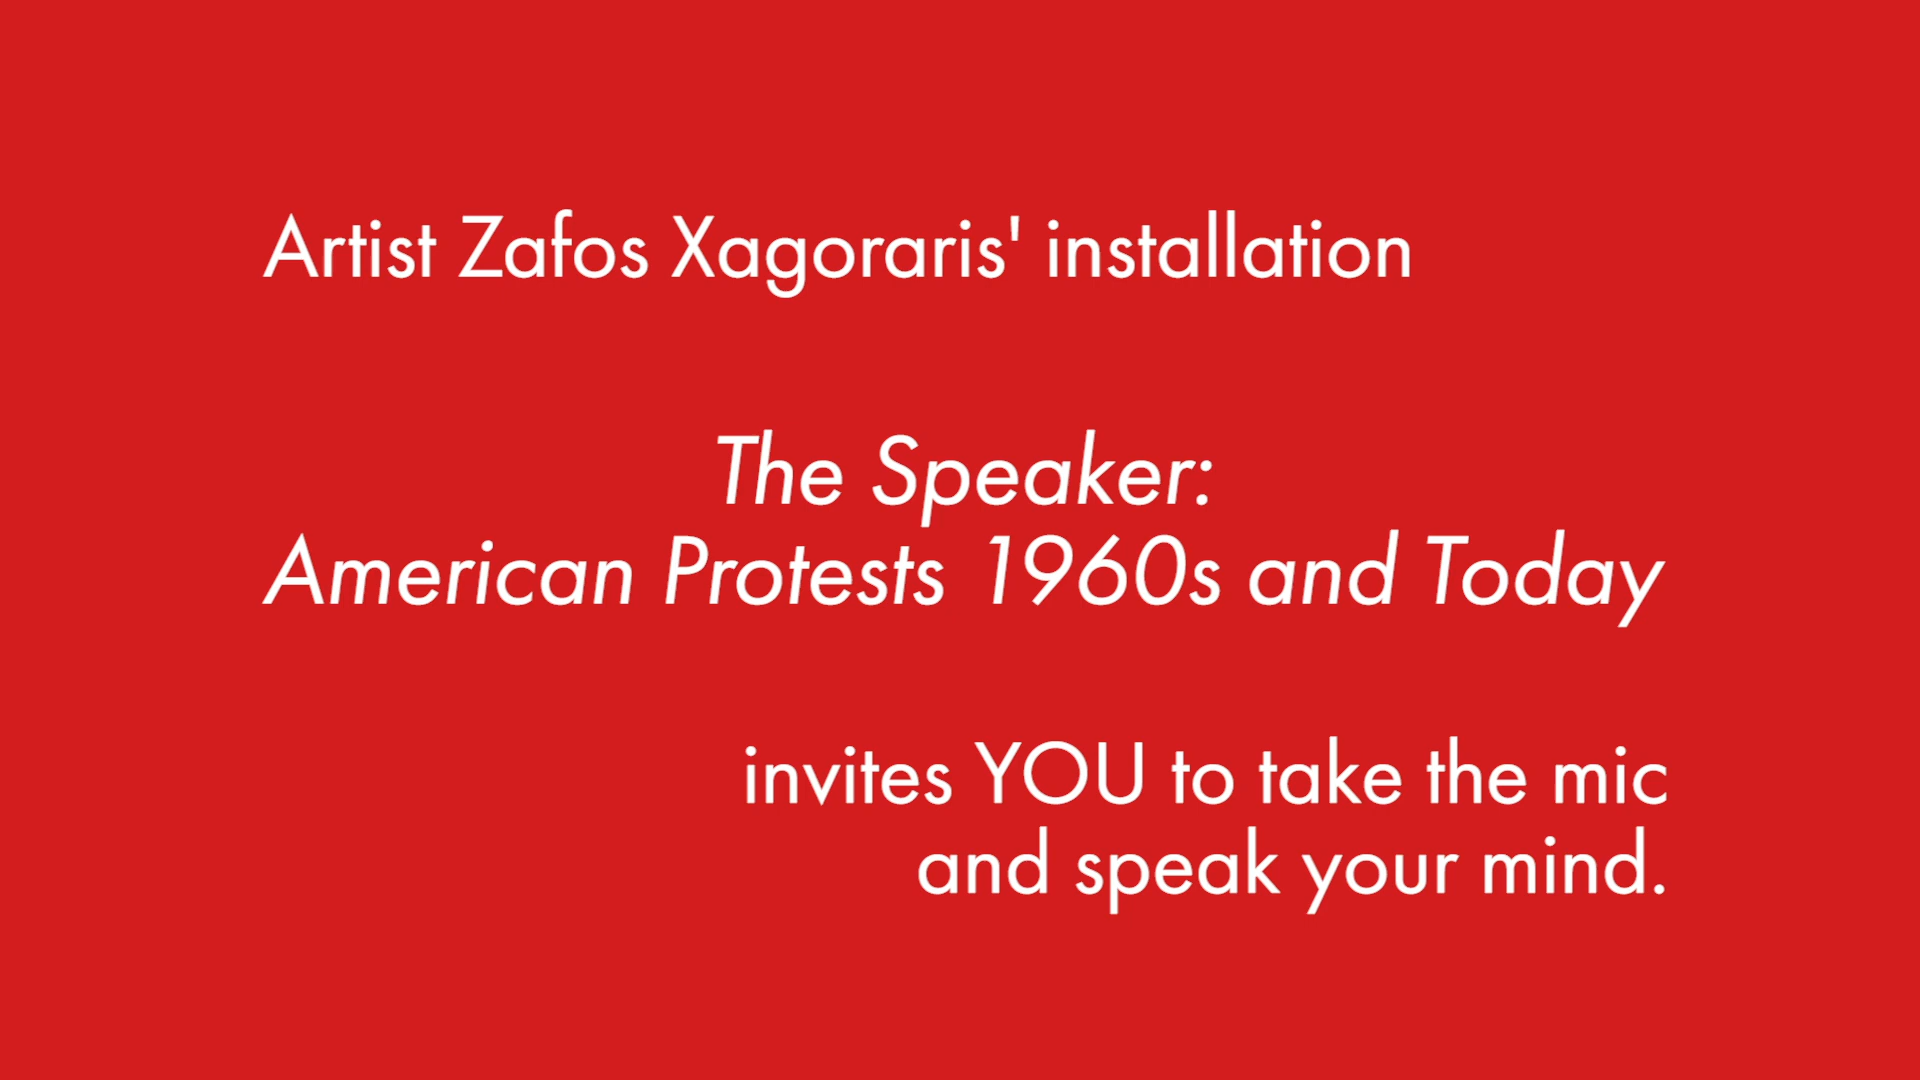 Artist Zafos Xagoraris' installation
The Speaker:
American Protests 1960s and Today
invites YOU to take the mic
and speak your mind.